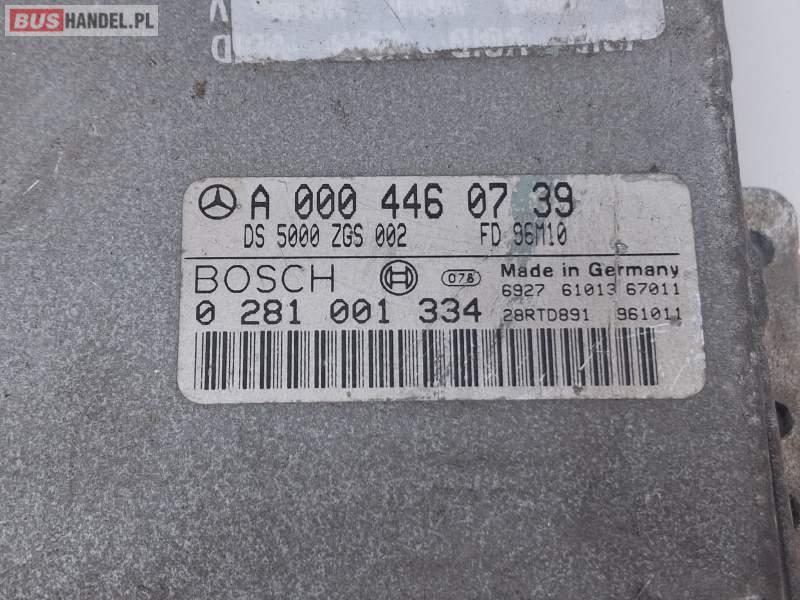 BUSHANDEL.PL
A 000 446 07 39
DS 5000 ZGS 002 FD 96M10
BOSCH 078 Made in Germany
6927 61013 67011
0 281 001 334 28RTD891 961011